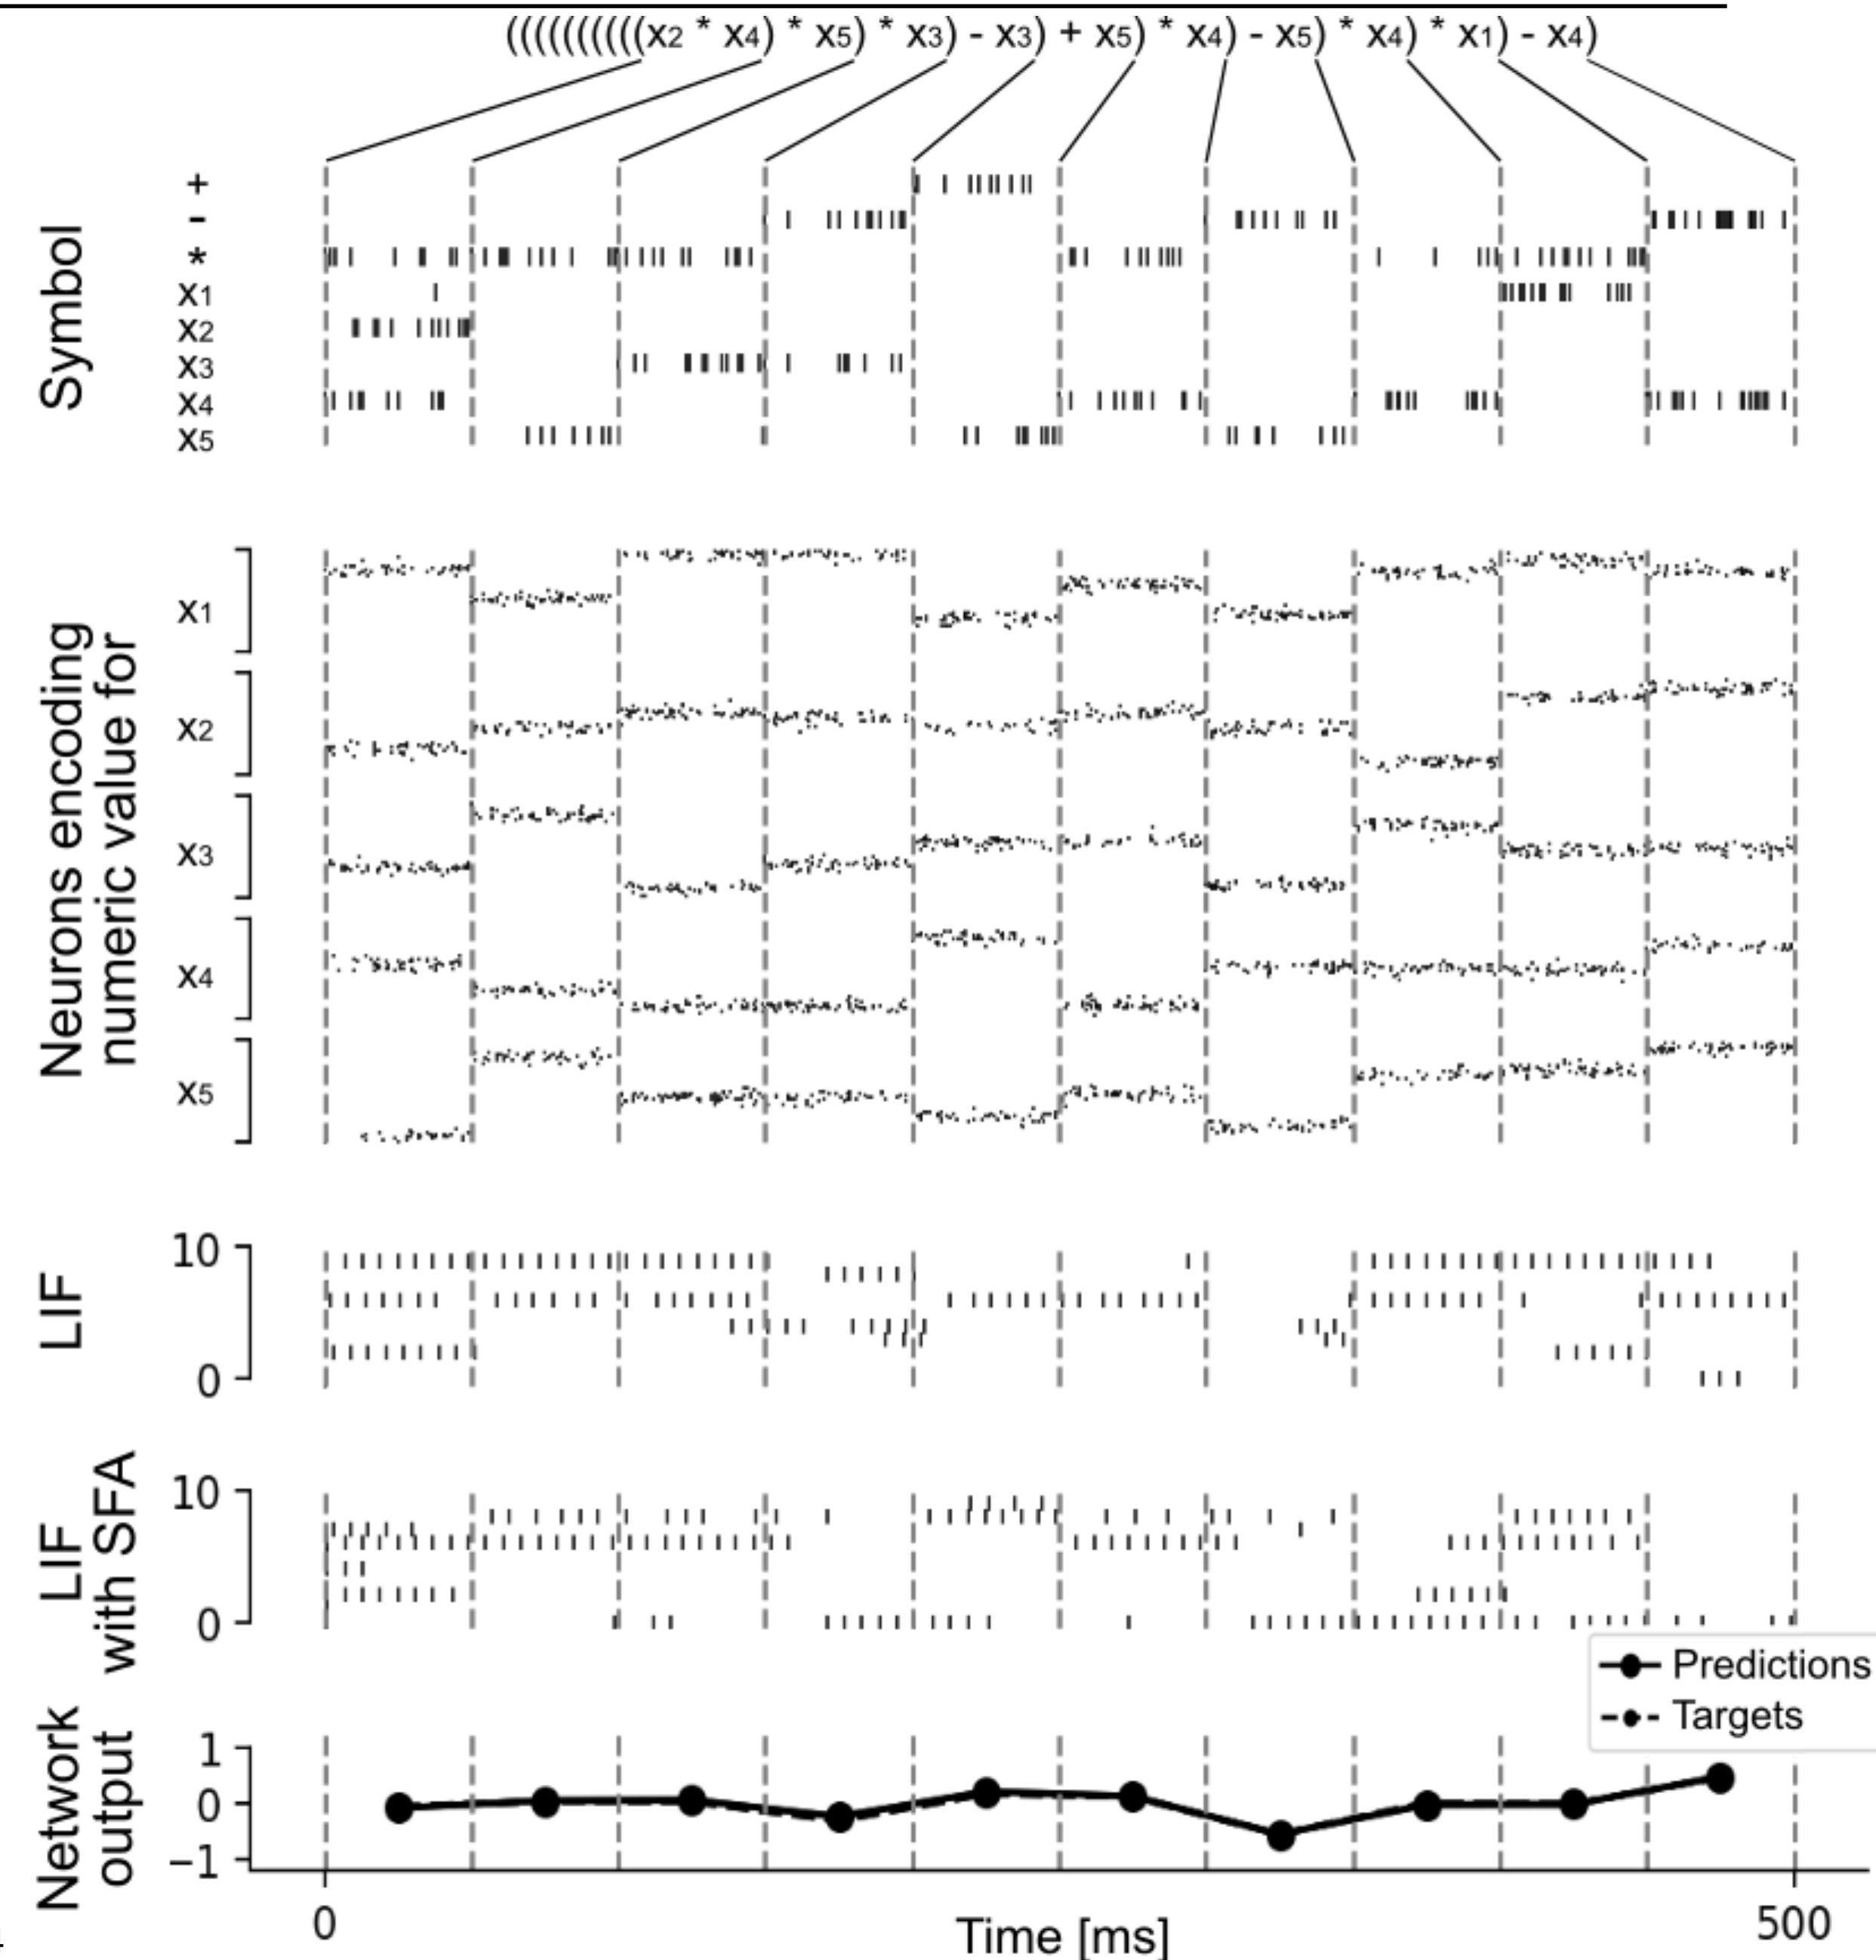 ((((((((((x2 * x4) * x5) * x3) - x3) + x5) * x4) - x5) * x4) * x1) - x4)
Symbol
+
-
*
x1
x2
x3
x4
x5
Neurons encoding
numeric value for
x1
x2
x3
x4
x5
LIF
10
0
LIF
with SFA
10
0
Predictions
Targets
Network
output
1
0
−1
0
500
Time [ms]